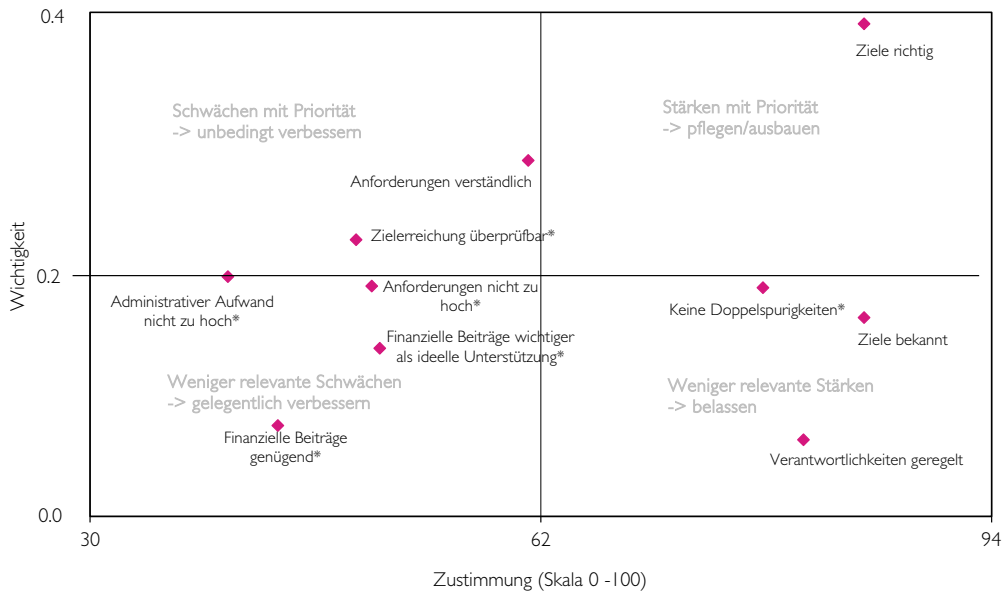 0.4
Ziele richtig
Schwächen mit Priorität
-> unbedingt verbessern
Stärken mit Priorität
-> pflegen/ausbauen
Anforderungen verständlich
Zielerreichung überprüfbar*
Wichtigkeit
0.2
Anforderungen nicht zu
hoch*
Administrativer Aufwand
nicht zu hoch*
Keine Doppelspurigkeiten*
Finanzielle Beiträge wichtiger
als ideelle Unterstützung*
Ziele bekannt
Weniger relevante Schwächen
-> gelegentlich verbessern
Weniger relevante Stärken
-> belassen
Finanzielle Beiträge
genügend*
Verantwortlichkeiten geregelt
0.0
30
62
94
Zustimmung (Skala 0 -100)